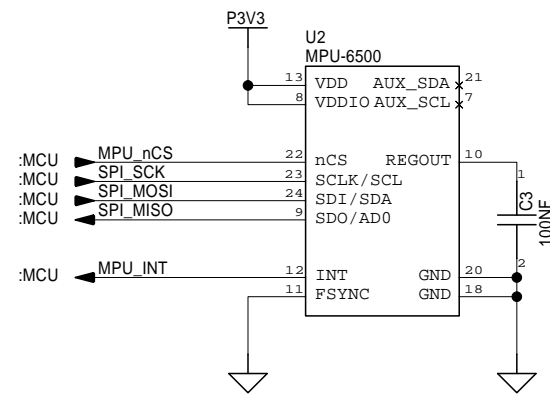 P3V3
U2
MPU-6500
13 VDD AUX_SDA 21
8 VDDIO AUX_SCL 7
:MCU MPU_nCS 22 nCS REGOUT 10
:MCU SPI_SCK 23 SCLK/SCL 1
:MCU SPI_MOSI 24 SDI/SDA C3
:MCU SPI_MISO 9 SDO/AD0 100NF
2
:MCU MPU_INT 12 INT GND 20
11 FSYNC GND 18